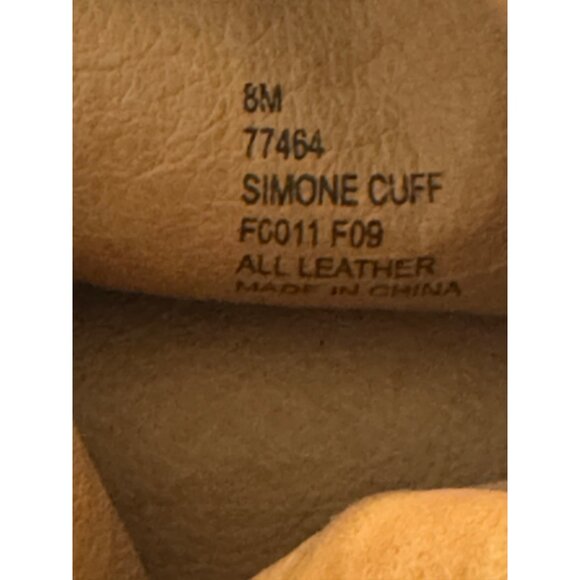 8M
77464
SIMONE CUFF
FC011 F09
ALL LEATHER
MADE IN CHINA